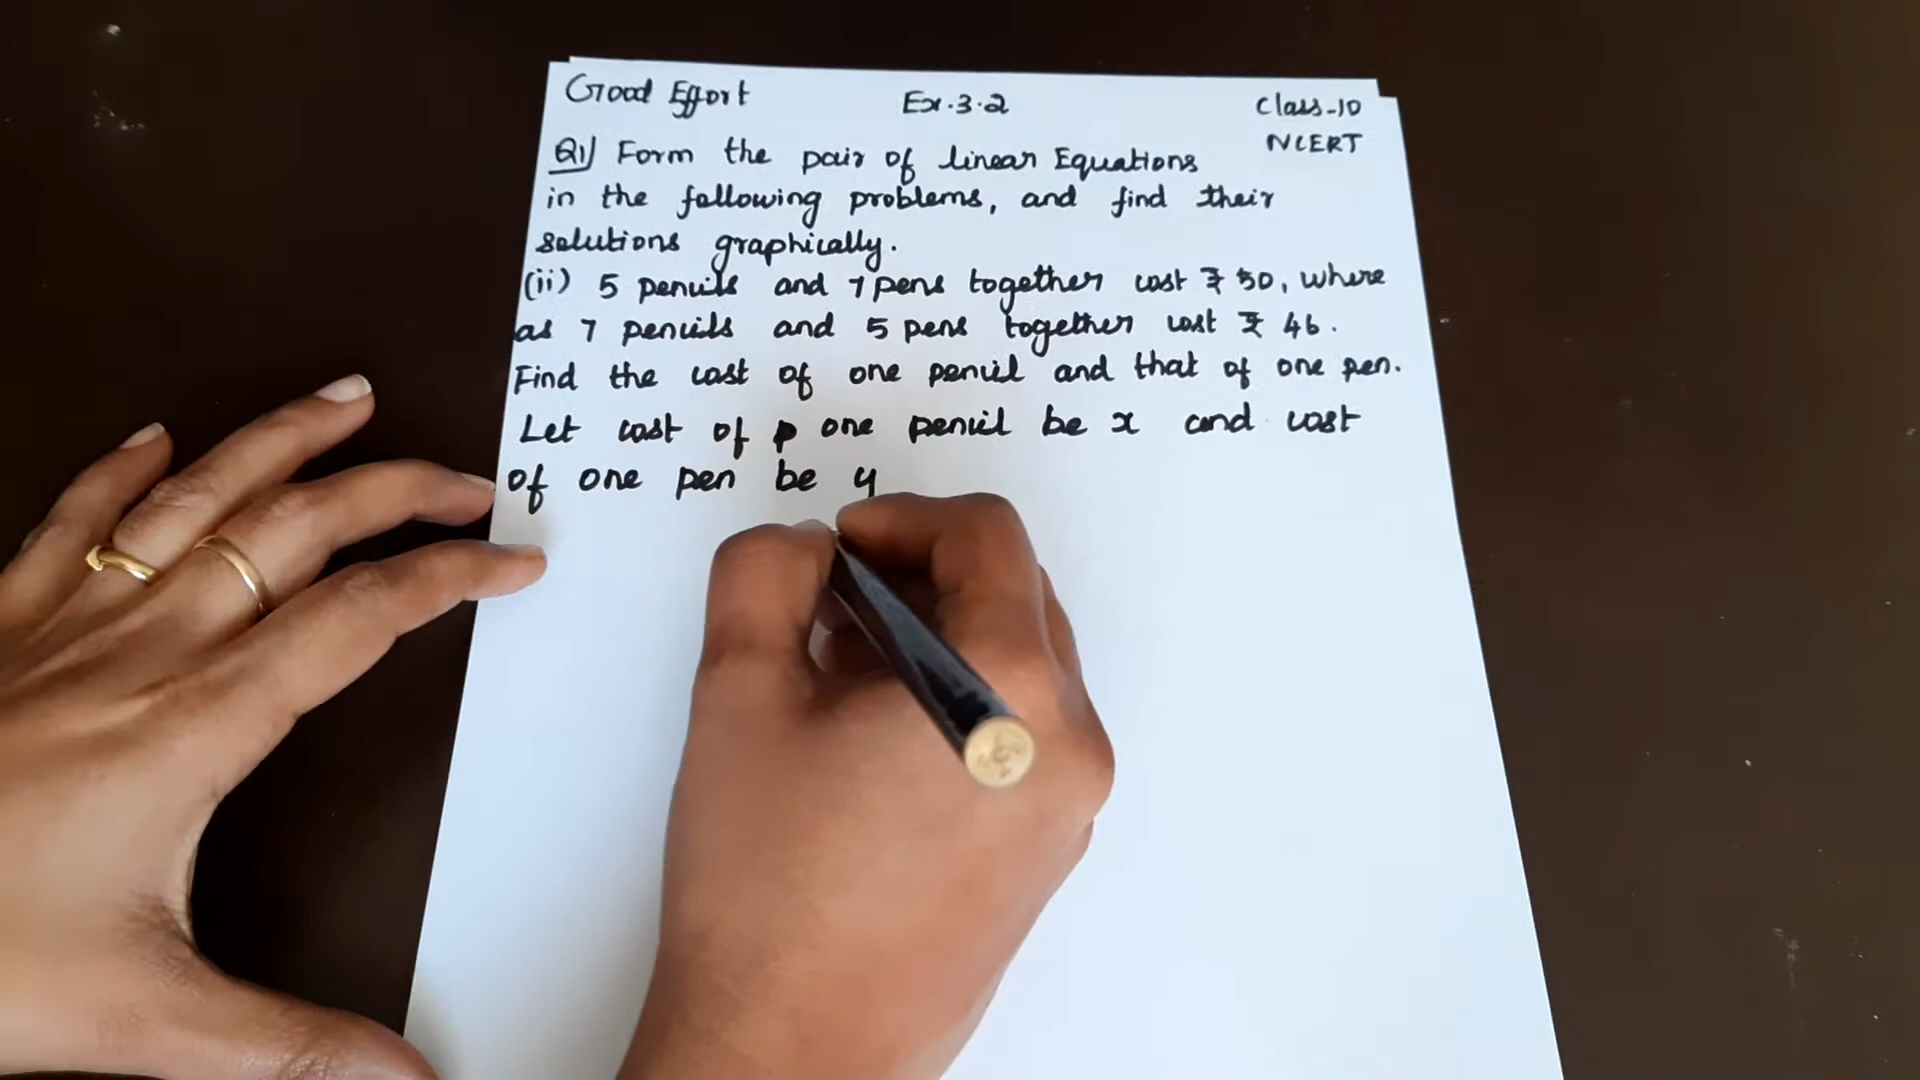 Good Effort Ex.3.2 Class-10
NCERT
Q1) Form the pair of linear Equations
in the following problems, and find their
solutions graphically.
(ii) 5 pencils and 7 pens together cost ₹ 50, where
as 7 pencils and 5 pens together cost ₹ 46.
Find the cost of one pencil and that of one pen.
Let cost of p one pencil be x and cost
of one pen be y